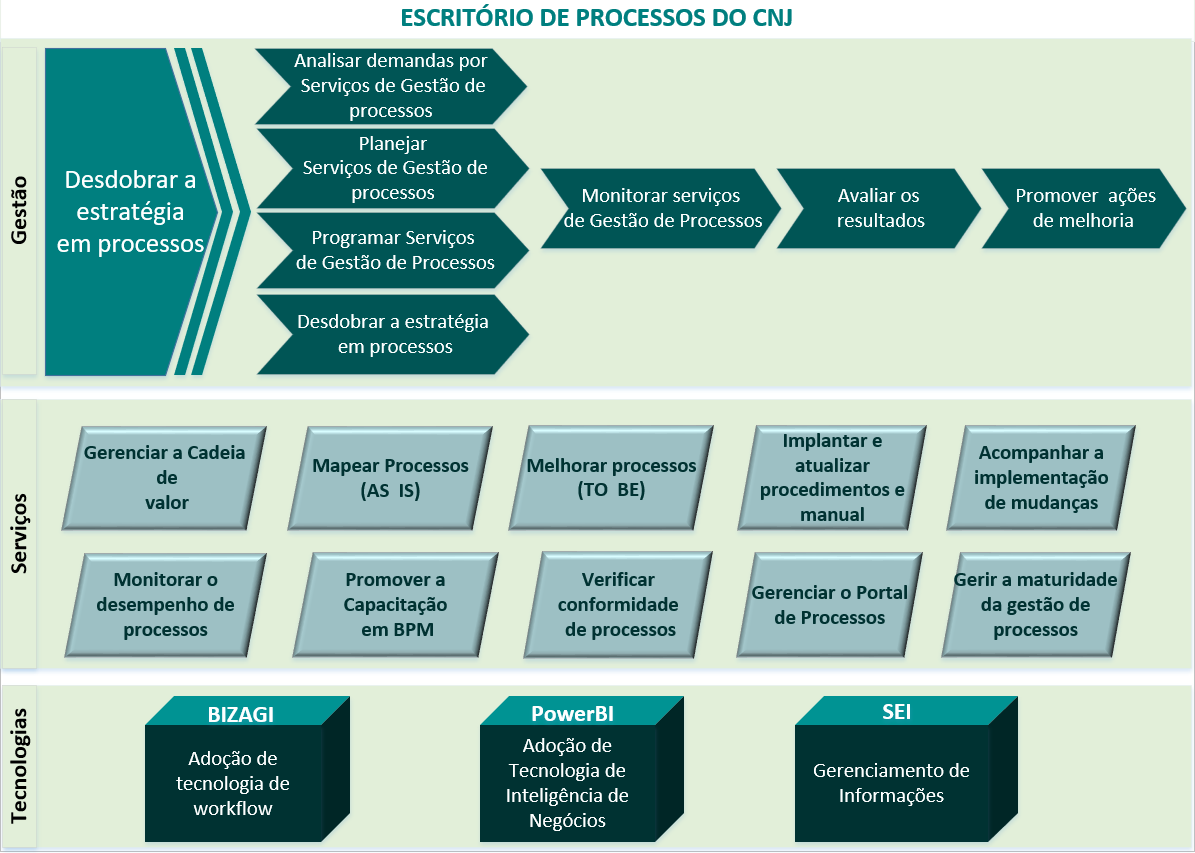 ESCRITÓRIO DE PROCESSOS DO CNJ
Gestão
Desdobrar a
estratégia
em processos
Analisar demandas por
Serviços de Gestão de
processos
Planejar
Serviços de Gestão de
processos
Programar Serviços
de Gestão de Processos
Desdobrar a estratégia
em processos
Monitorar serviços
de Gestão de Processos
Avaliar os
resultados
Promover ações
de melhoria
Serviços
Gerenciar a Cadeia
de
valor
Mapear Processos
(AS IS)
Melhorar processos
(TO BE)
Implantar e
atualizar
procedimentos e
manual
Acompanhar a
implementação
de mudanças
Monitorar o
desempenho de
processos
Promover a
Capacitação
em BPM
Verificar
conformidade
de processos
Gerenciar o Portal
de Processos
Gerir a maturidade
da gestão de
processos
Tecnologias
BIZAGI
Adoção de
tecnologia de
workflow
PowerBI
Adoção de
Tecnologia de
Inteligência de
Negócios
SEI
Gerenciamento de
Informações